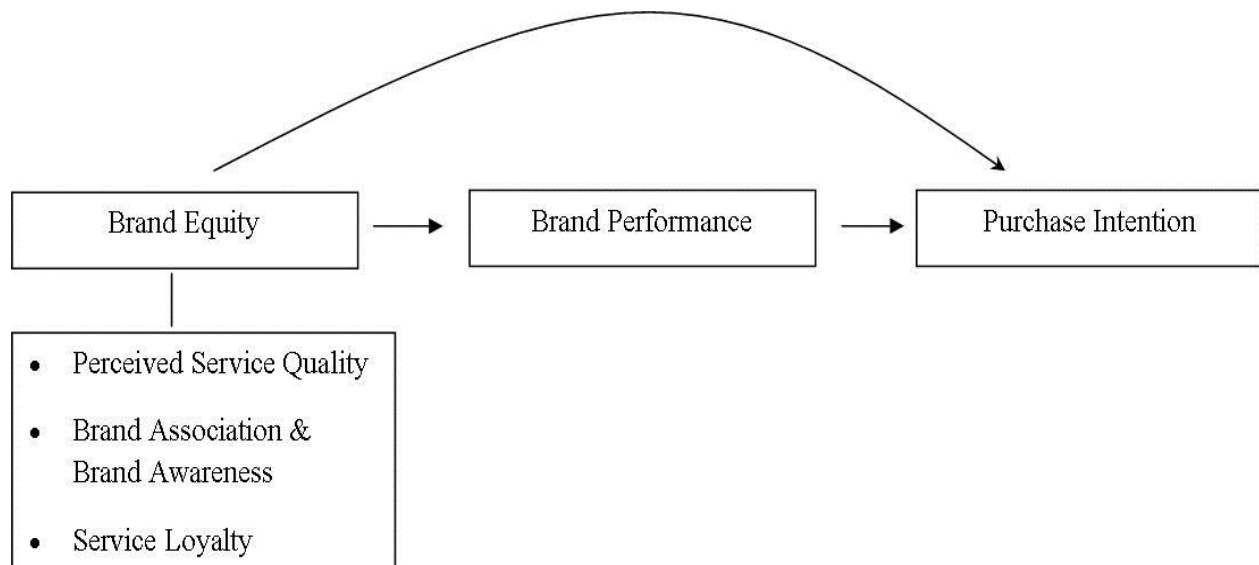 Brand Equity
Brand Performance
Purchase Intention
• Perceived Service Quality
• Brand Association &
Brand Awareness
• Service Loyalty